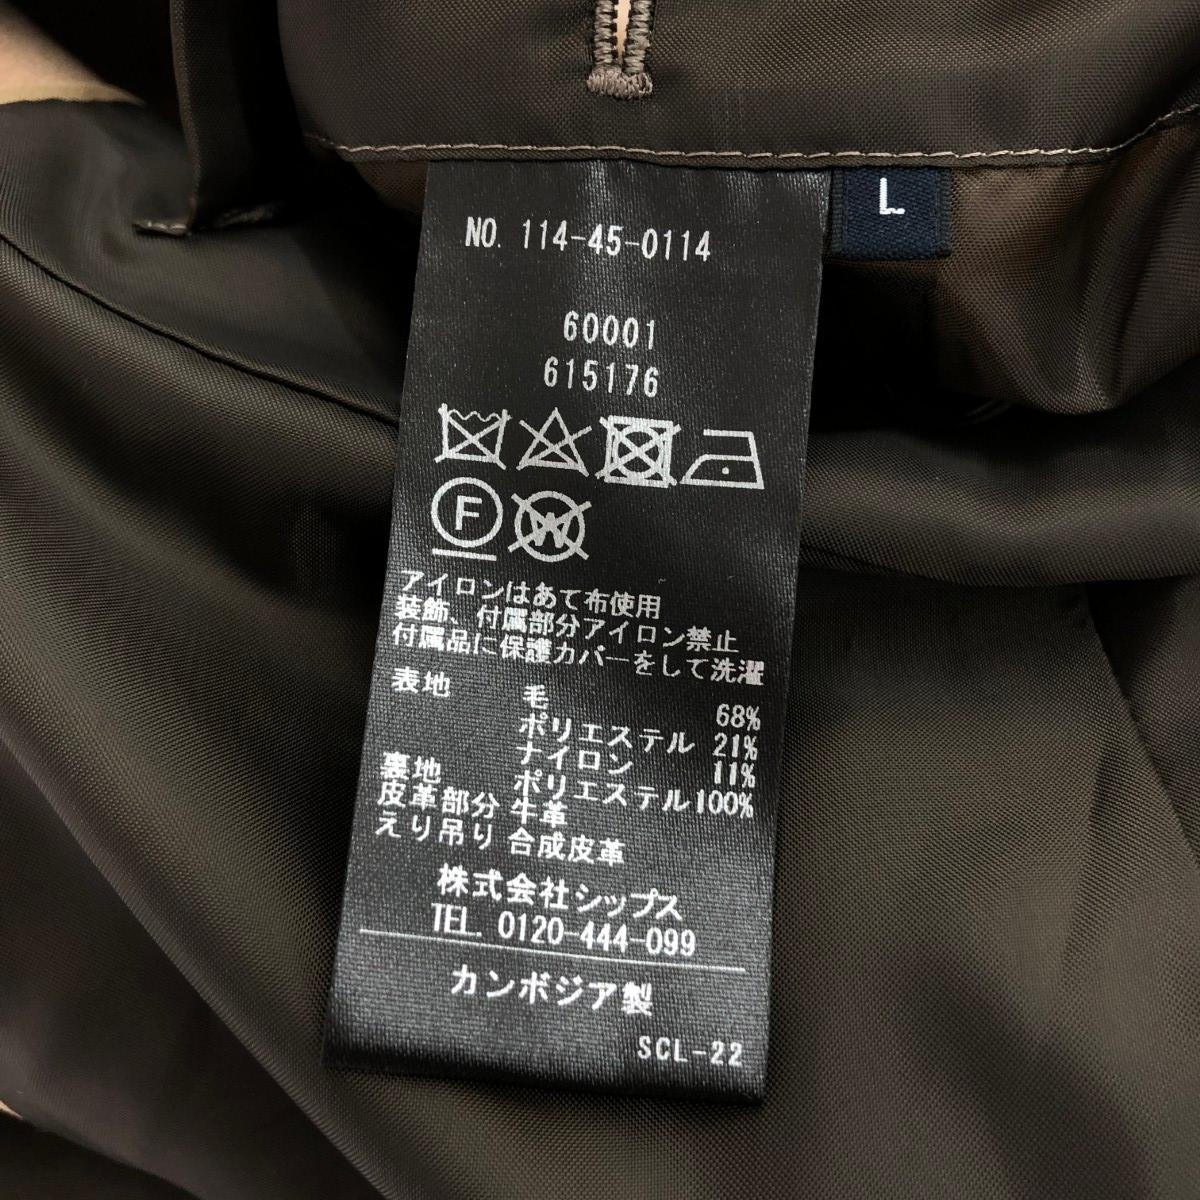 L
NO. 114-45-0114
60001
615176
F
W
アイロンはあて布使用
装飾、付属部分アイロン禁止
付属品に保護カバーをして洗濯
表地 毛 68%
ポリエステル 21%
ナイロン 11%
裏地 ポリエステル100%
皮革部分 牛革
えり吊り 合成皮革
株式会社シップス
TEL. 0120-444-099
カンボジア製
SCL-22